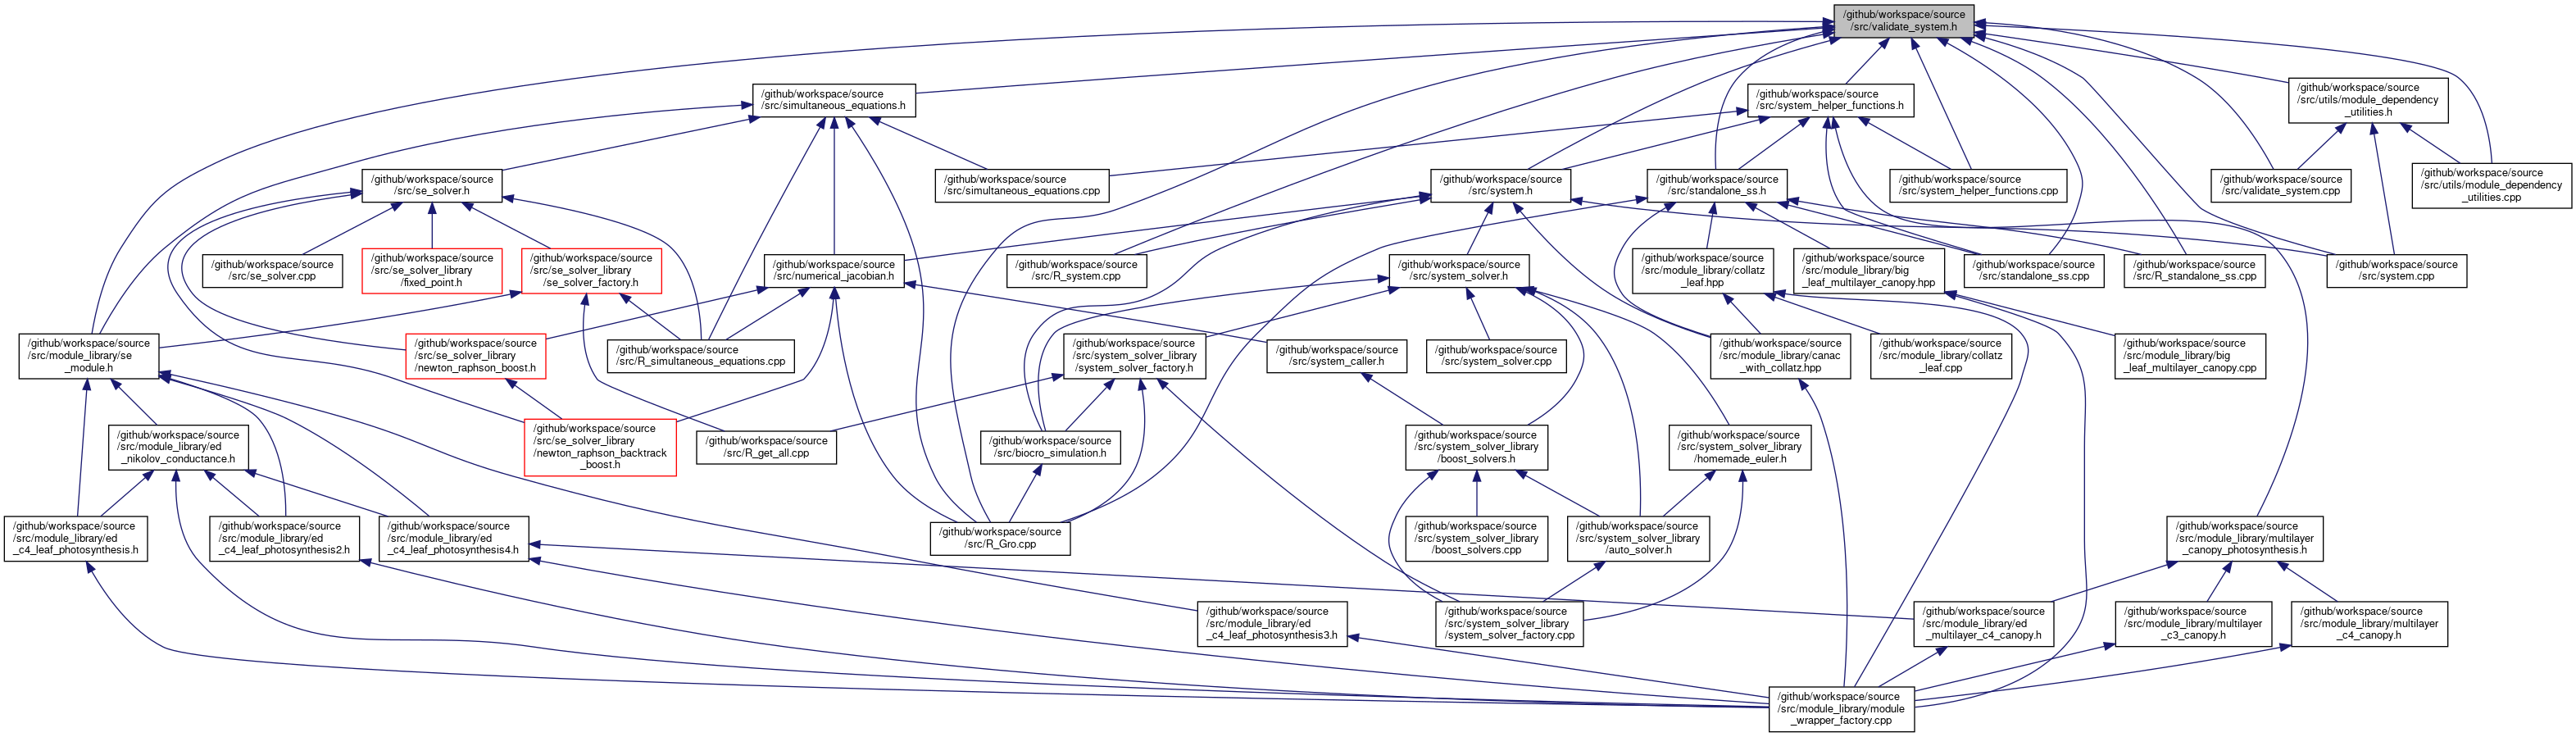 /github/workspace/source
/src/validate_system.h
/github/workspace/source
/src/simultaneous_equations.h
/github/workspace/source
/src/system_helper_functions.h
/github/workspace/source
/src/utils/module_dependency
_utilities.h
/github/workspace/source
/src/se_solver.h
/github/workspace/source
/src/simultaneous_equations.cpp
/github/workspace/source
/src/system.h
/github/workspace/source
/src/standalone_ss.h
/github/workspace/source
/src/system_helper_functions.cpp
/github/workspace/source
/src/validate_system.cpp
/github/workspace/source
/src/utils/module_dependency
_utilities.cpp
/github/workspace/source
/src/se_solver.cpp
/github/workspace/source
/src/se_solver_library
/fixed_point.h
/github/workspace/source
/src/se_solver_library
/se_solver_factory.h
/github/workspace/source
/src/numerical_jacobian.h
/github/workspace/source
/src/R_system.cpp
/github/workspace/source
/src/system_solver.h
/github/workspace/source
/src/module_library/collatz
_leaf.hpp
/github/workspace/source
/src/module_library/big
_leaf_multilayer_canopy.hpp
/github/workspace/source
/src/standalone_ss.cpp
/github/workspace/source
/src/R_standalone_ss.cpp
/github/workspace/source
/src/system.cpp
/github/workspace/source
/src/module_library/se
_module.h
/github/workspace/source
/src/se_solver_library
/newton_raphson_boost.h
/github/workspace/source
/src/R_simultaneous_equations.cpp
/github/workspace/source
/src/system_solver_library
/system_solver_factory.h
/github/workspace/source
/src/system_caller.h
/github/workspace/source
/src/system_solver.cpp
/github/workspace/source
/src/module_library/canac
_with_collatz.hpp
/github/workspace/source
/src/module_library/collatz
_leaf.cpp
/github/workspace/source
/src/module_library/big
_leaf_multilayer_canopy.cpp
/github/workspace/source
/src/module_library/ed
_nikolov_conductance.h
/github/workspace/source
/src/se_solver_library
/newton_raphson_backtrack
_boost.h
/github/workspace/source
/src/R_get_all.cpp
/github/workspace/source
/src/biocro_simulation.h
/github/workspace/source
/src/system_solver_library
/boost_solvers.h
/github/workspace/source
/src/system_solver_library
/homemade_euler.h
/github/workspace/source
/src/module_library/ed
_c4_leaf_photosynthesis.h
/github/workspace/source
/src/module_library/ed
_c4_leaf_photosynthesis2.h
/github/workspace/source
/src/module_library/ed
_c4_leaf_photosynthesis4.h
/github/workspace/source
/src/R_Gro.cpp
/github/workspace/source
/src/system_solver_library
/boost_solvers.cpp
/github/workspace/source
/src/system_solver_library
/auto_solver.h
/github/workspace/source
/src/module_library/multilayer
_canopy_photosynthesis.h
/github/workspace/source
/src/module_library/ed
_c4_leaf_photosynthesis3.h
/github/workspace/source
/src/system_solver_library
/system_solver_factory.cpp
/github/workspace/source
/src/module_library/ed
_multilayer_c4_canopy.h
/github/workspace/source
/src/module_library/multilayer
_c3_canopy.h
/github/workspace/source
/src/module_library/multilayer
_c4_canopy.h
/github/workspace/source
/src/module_library/module
_wrapper_factory.cpp